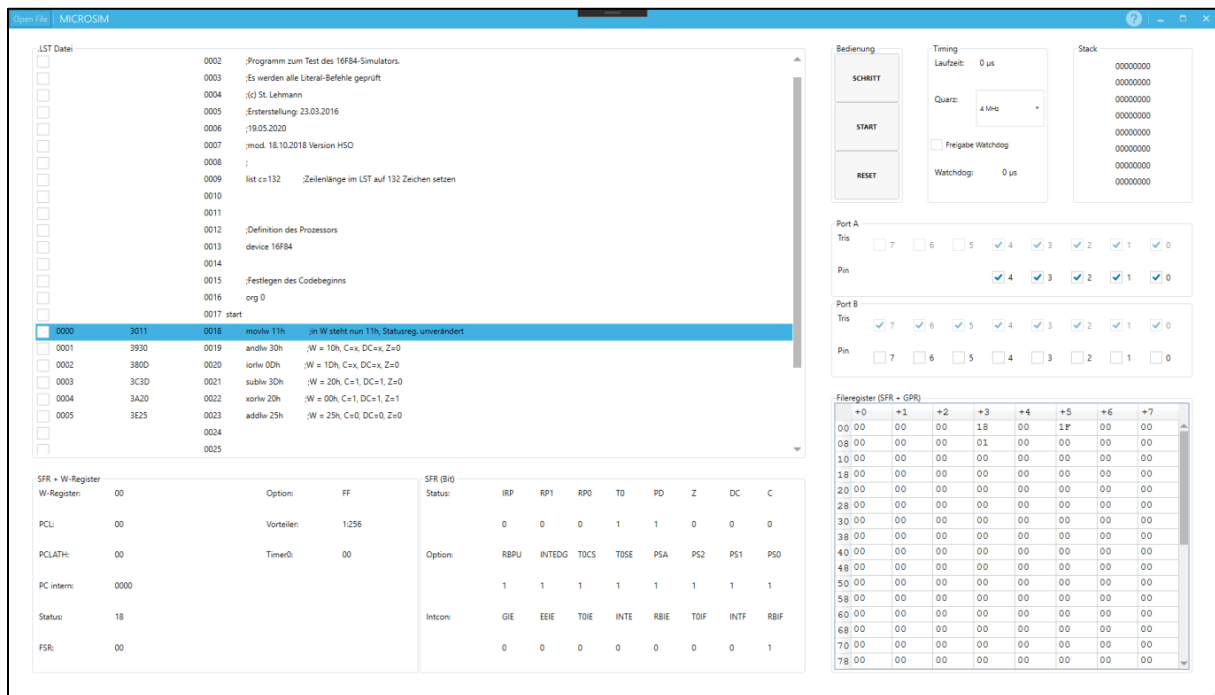 Open File MICROSIM ?
.LST Datei
0002 ;Programm zum Test des 16F84-Simulators.
0003 ;Es werden alle Literal-Befehle geprüft
0004 ;(c) St. Lehmann
0005 ;Ersterstellung: 23.03.2016
0006 ;19.05.2020
0007 ;mod. 18.10.2018 Version HSO
0008 ;
0009 list c=132 ;Zeilenlänge im LST auf 132 Zeichen setzen
0010
0011
0012 ;Definition des Prozessors
0013 device 16F84
0014
0015 ;Festlegen des Codebeginns
0016 org 0
0017 start
0000 3011 0018 movlw 11h ;in W steht nun 11h, Statusreg. unverändert
0001 3930 0019 andlw 30h ;W = 10h, C=x, DC=x, Z=0
0002 380D 0020 iorlw 0Dh ;W = 1Dh, C=x, DC=x, Z=0
0003 3C3D 0021 sublw 3Dh ;W = 20h, C=1, DC=1, Z=0
0004 3A20 0022 xorlw 20h ;W = 00h, C=1, DC=1, Z=1
0005 3E25 0023 addlw 25h ;W = 25h, C=0, DC=0, Z=0
0024
0025
SFR + W-Register
W-Register: 00 Option: FF
PCL: 00 Vorteiler: 1:256
PCLATH: 00 Timer0: 00
PC intern: 0000
Status: 18
FSR: 00
SFR (Bit)
Status: IRP RP1 RP0 T0 PD Z DC C
0 0 0 1 1 0 0 0
Option: RBPU INTEDG T0CS T0SE PSA PS2 PS1 PS0
1 1 1 1 1 1 1 1
Intcon: GIE EEIE T0IE INTE RBIE T0IF INTF RBIF
0 0 0 0 0 0 0 1
Bedienung
SCHRITT
START
RESET
Timing
Laufzeit: 0 µs
Quarz: 4 MHz
Freigabe Watchdog
Watchdog: 0 µs
Stack
00000000
00000000
00000000
00000000
00000000
00000000
00000000
00000000
Port A
Tris 7 6 5 4 3 2 1 0
Pin 4 3 2 1 0
Port B
Tris 7 6 5 4 3 2 1 0
Pin 7 6 5 4 3 2 1 0
Fileregister (SFR + GPR)
+0 +1 +2 +3 +4 +5 +6 +7
00 00 00 00 18 00 1F 00 00
08 00 00 00 01 00 00 00 00
10 00 00 00 00 00 00 00 00
18 00 00 00 00 00 00 00 00
20 00 00 00 00 00 00 00 00
28 00 00 00 00 00 00 00 00
30 00 00 00 00 00 00 00 00
38 00 00 00 00 00 00 00 00
40 00 00 00 00 00 00 00 00
48 00 00 00 00 00 00 00 00
50 00 00 00 00 00 00 00 00
58 00 00 00 00 00 00 00 00
60 00 00 00 00 00 00 00 00
68 00 00 00 00 00 00 00 00
70 00 00 00 00 00 00 00 00
78 00 00 00 00 00 00 00 00